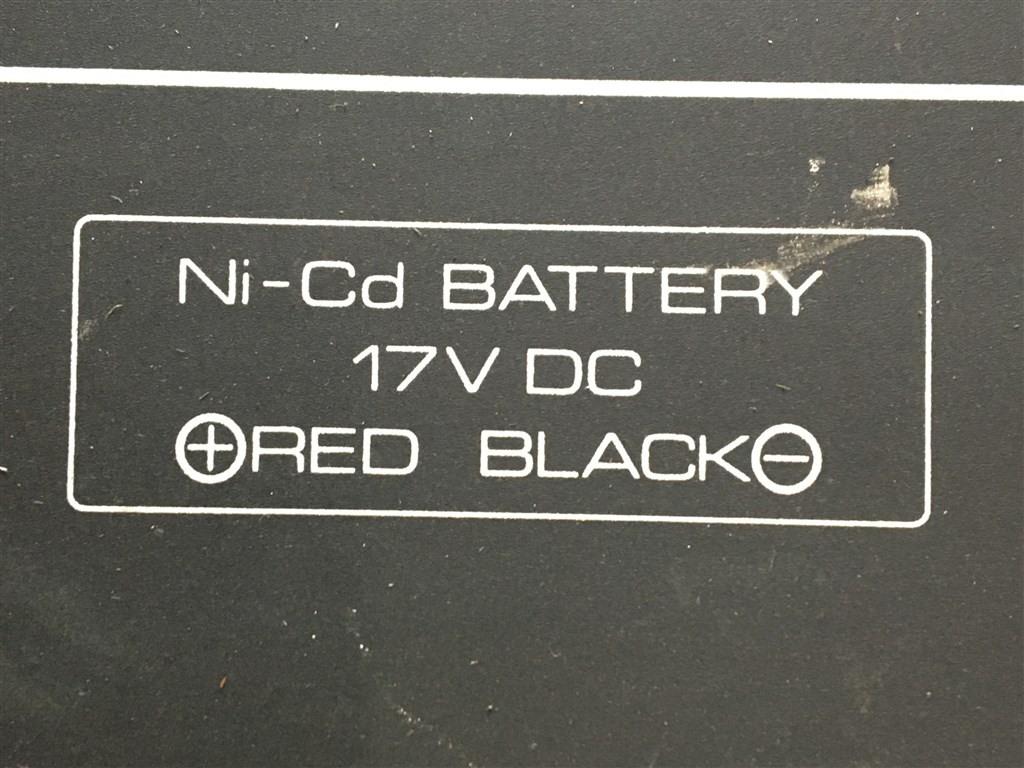 Ni-Cd BATTERY
17V DC
⊕RED BLACK⊖